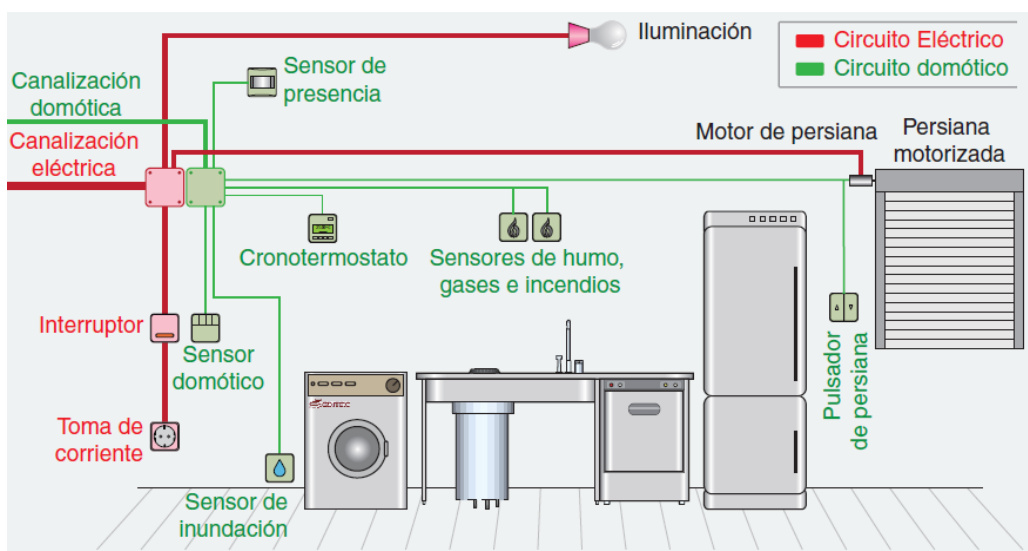 Iluminación
Circuito Eléctrico
Circuito domótico
Sensor de
presencia
Canalización
domótica
Canalización
eléctrica
Motor de persiana
Persiana
motorizada
Cronotermostato
Sensores de humo,
gases e incendios
Interruptor
Sensor
domótico
Pulsador
de persiana
Toma de
corriente
Sensor de
inundación